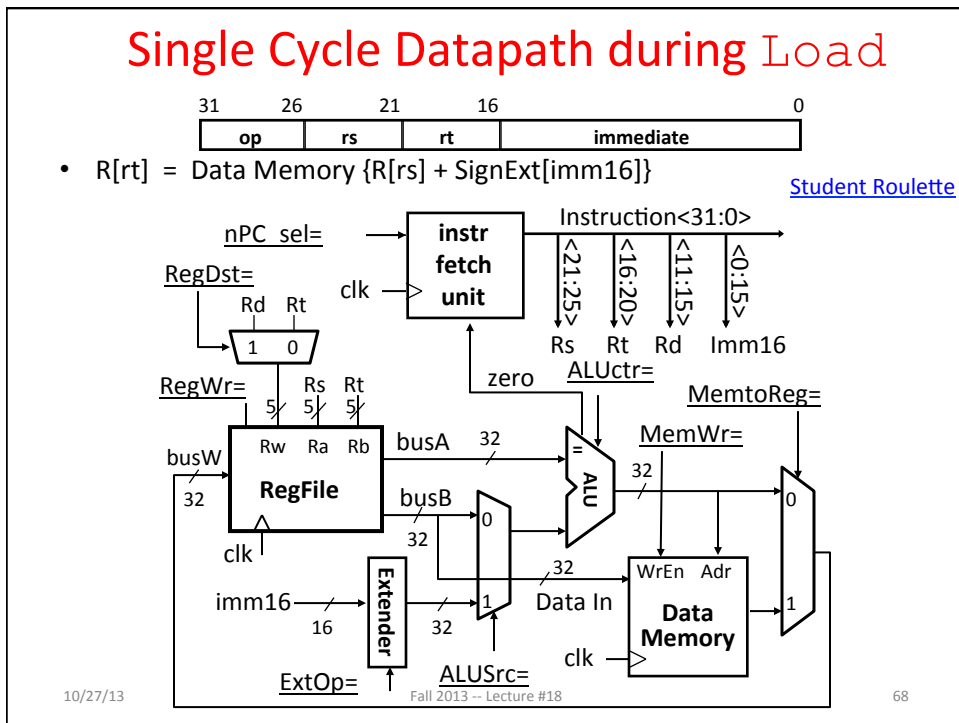 Single Cycle Datapath during Load
31 26 21 16 0
op rs rt immediate
• R[rt] = Data Memory {R[rs] + SignExt[imm16]}
Student Roulette
Instruction<31:0>
nPC_sel=
instr
fetch
unit
<21:25>
<16:20>
<11:15>
<0:15>
RegDst=
clk
Rd Rt
1 0
Rs Rt Rd Imm16
zero
ALUctr=
RegWr=
Rs Rt
5 5 5
MemtoReg=
MemWr=
Rw Ra Rb
busA
32
=
ALU
busW
32
RegFile
32
busB
0
0
32
clk
32
WrEn Adr
Extender
imm16
16
32
1
Data In
Data
Memory
1
clk
ExtOp=
ALUSrc=
10/27/13
Fall 2013 -- Lecture #18
68